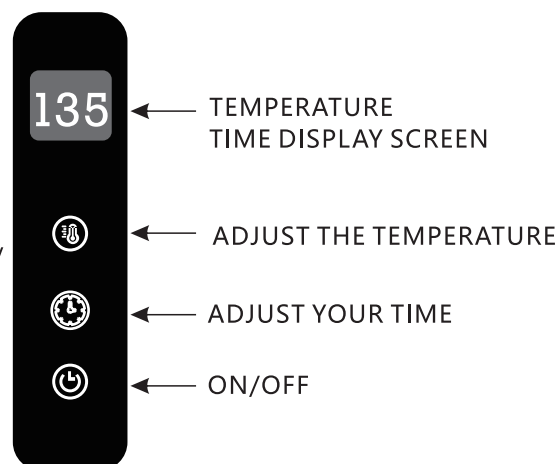 135
TEMPERATURE
TIME DISPLAY SCREEN
ADJUST THE TEMPERATURE
ADJUST YOUR TIME
ON/OFF